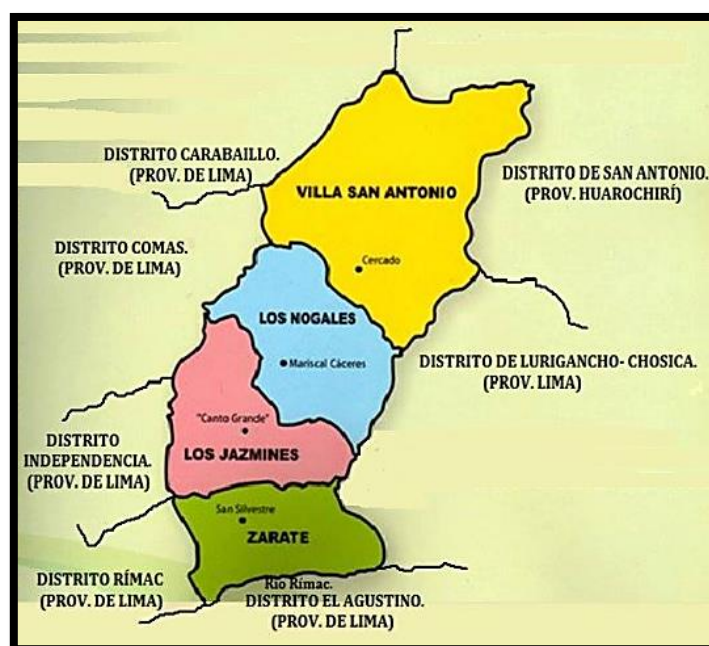 DISTRITO CARABAILLO.
(PROV. DE LIMA)
VILLA SAN ANTONIO
DISTRITO DE SAN ANTONIO.
(PROV. HUAROCHIRÍ)
DISTRITO COMAS.
(PROV. DE LIMA)
Cercado
LOS NOGALES
Mariscal Cáceres
DISTRITO DE LURIGANCHO- CHOSICA.
(PROV. LIMA)
"Canto Grande"
LOS JAZMINES
DISTRITO
INDEPENDENCIA.
(PROV. DE LIMA)
San Silvestre
ZARATE
DISTRITO RÍMAC
(PROV. DE LIMA)
Río Rímac.
DISTRITO EL AGUSTINO.
(PROV. DE LIMA)